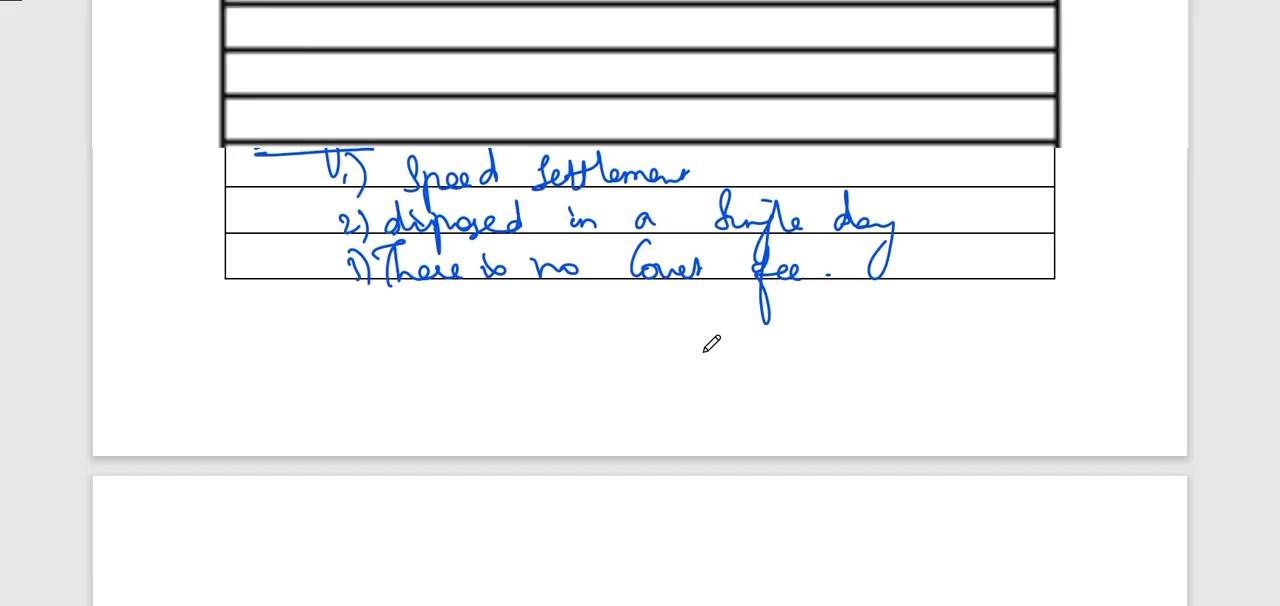 1.) Speed Settlement
2) disposed in a Single day
3) There is no Court fee.